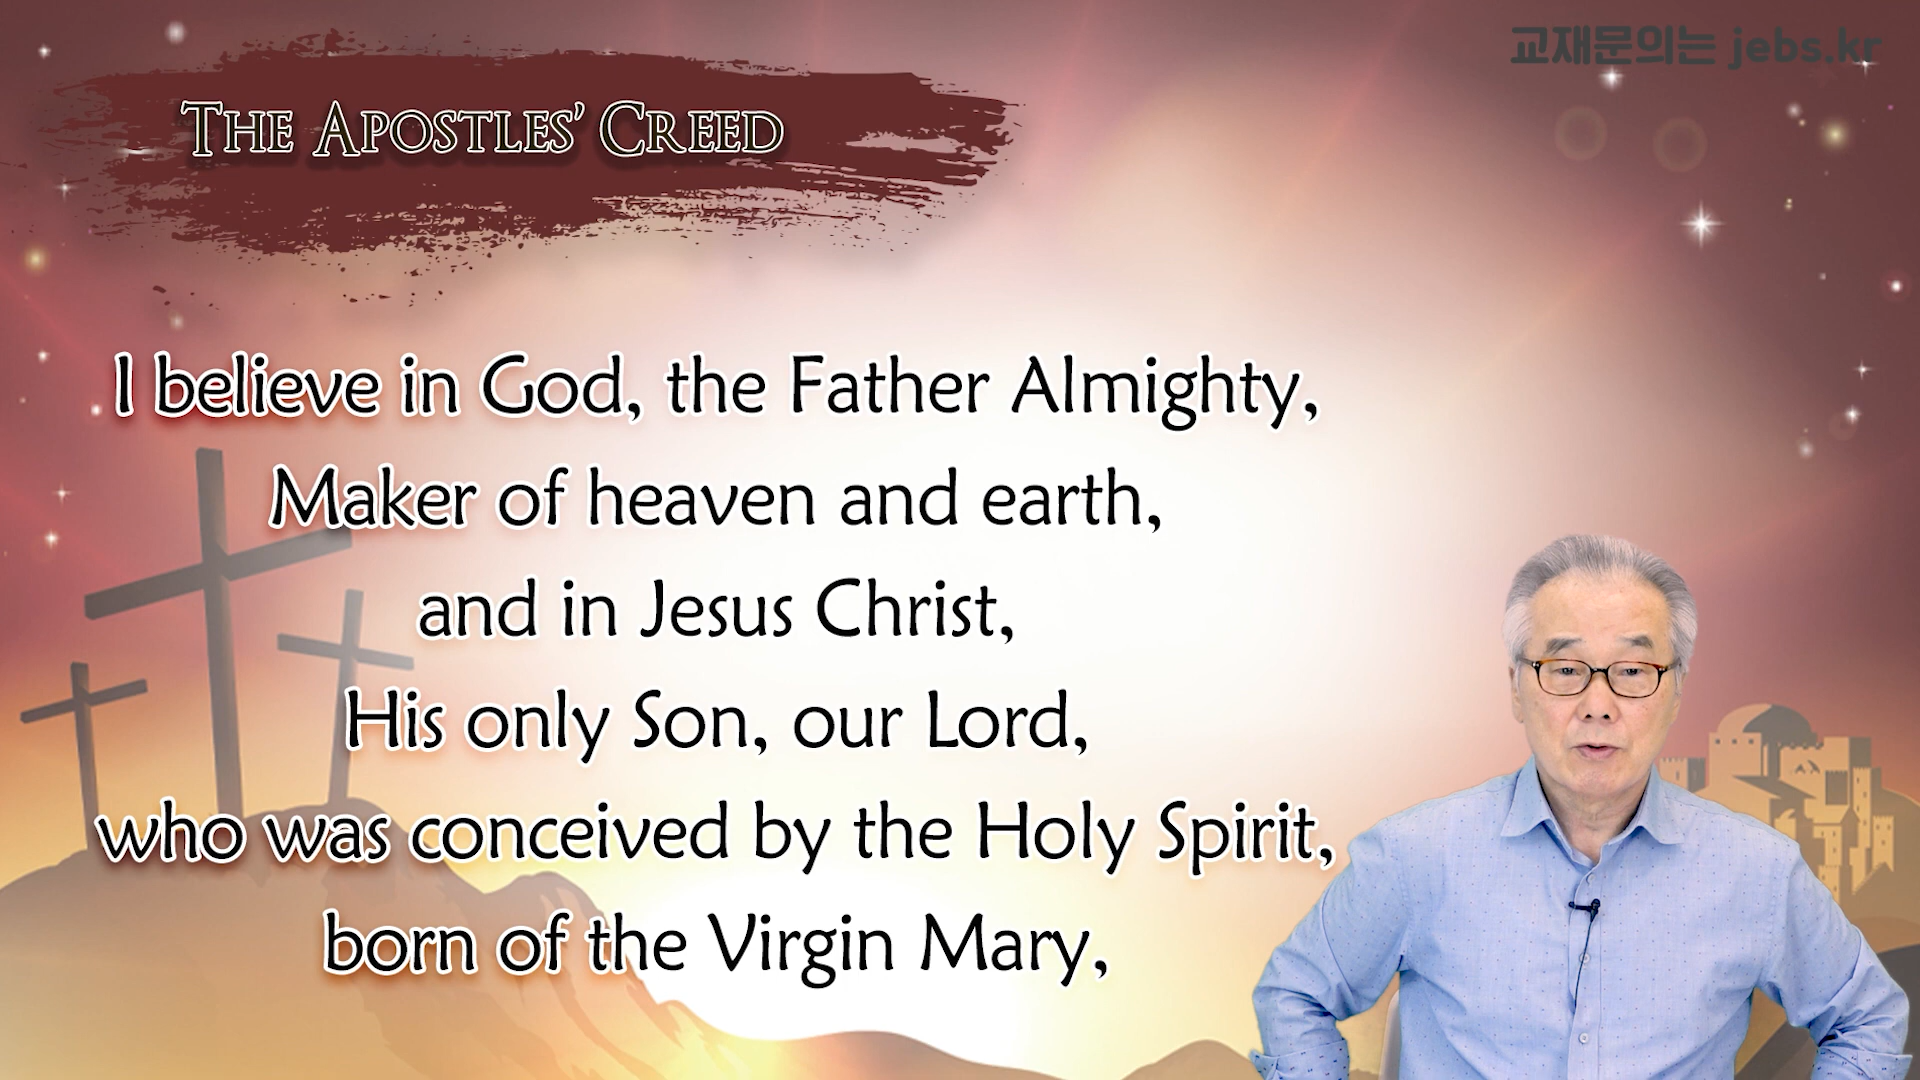 교재문의는 jebs.kr
The Apostles’ Creed
I believe in God, the Father Almighty,
Maker of heaven and earth,
and in Jesus Christ,
His only Son, our Lord,
who was conceived by the Holy Spirit,
born of the Virgin Mary,